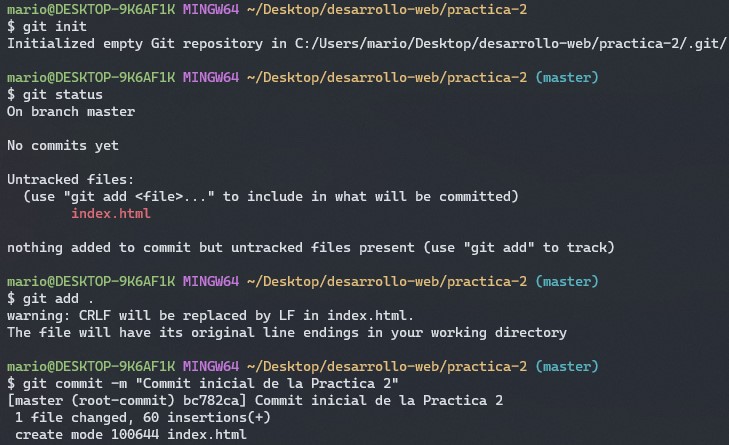 mario@DESKTOP-9K6AF1K MINGW64 ~/Desktop/desarrollo-web/practica-2
$ git init
Initialized empty Git repository in C:/Users/mario/Desktop/desarrollo-web/practica-2/.git/
mario@DESKTOP-9K6AF1K MINGW64 ~/Desktop/desarrollo-web/practica-2 (master)
$ git status
On branch master
No commits yet
Untracked files:
(use "git add <file>..." to include in what will be committed)
index.html
nothing added to commit but untracked files present (use "git add" to track)
mario@DESKTOP-9K6AF1K MINGW64 ~/Desktop/desarrollo-web/practica-2 (master)
$ git add .
warning: CRLF will be replaced by LF in index.html.
The file will have its original line endings in your working directory
mario@DESKTOP-9K6AF1K MINGW64 ~/Desktop/desarrollo-web/practica-2 (master)
$ git commit -m "Commit inicial de la Practica 2"
[master (root-commit) bc782ca] Commit inicial de la Practica 2
1 file changed, 60 insertions(+)
create mode 100644 index.html